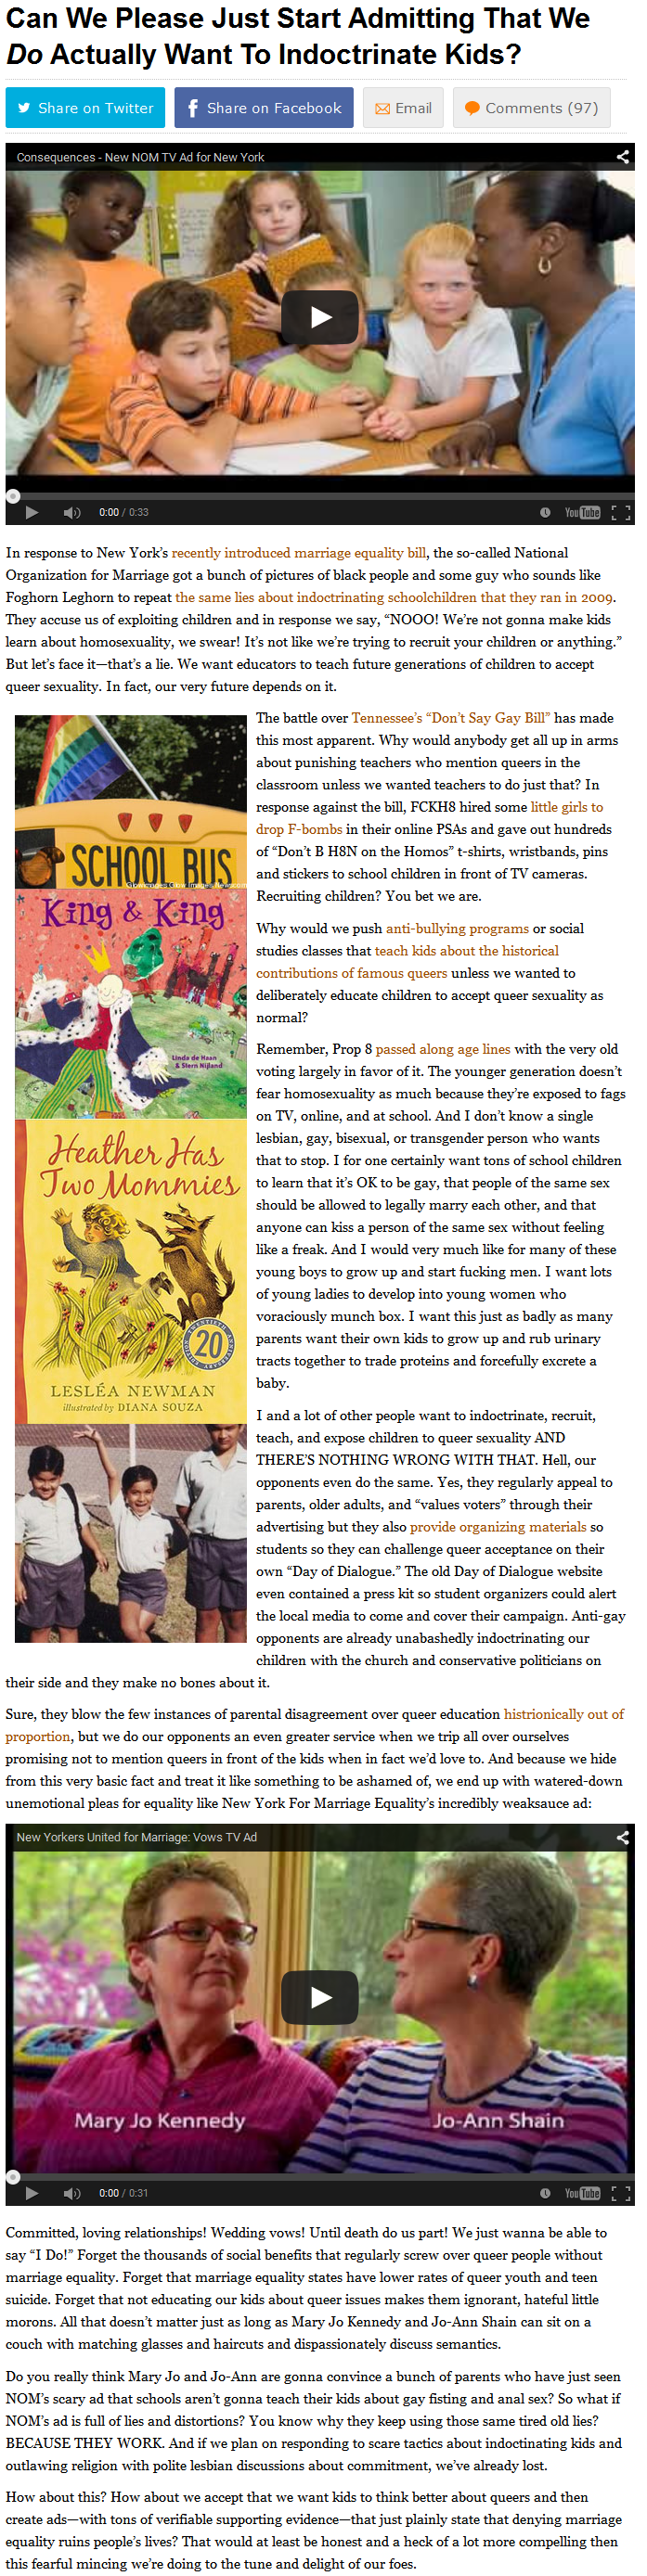 Can We Please Just Start Admitting That We
Do Actually Want To Indoctrinate Kids?
Share on Twitter
Share on Facebook
Email
Comments (97)
Consequences - New NOM TV Ad for New York
0:00 / 0:33
YouTube
In response to New York's recently introduced marriage equality bill, the so-called National
Organization for Marriage got a bunch of pictures of black people and some guy who sounds like
Foghorn Leghorn to repeat the same lies about indoctrinating schoolchildren that they ran in 2009.
They accuse us of exploiting children and in response we say, “NOOO! We're not gonna make kids
learn about homosexuality, we swear! It's not like we're trying to recruit your children or anything.”
But let's face it—that's a lie. We want educators to teach future generations of children to accept
queer sexuality. In fact, our very future depends on it.
SCHOOL BUS
King & King
Linda de Haan
& Stern Nijland
Heather Has
Two Mommies
20
LESLÉA NEWMAN
illustrated by DIANA SOUZA
The battle over Tennessee's “Don't Say Gay Bill” has made
this most apparent. Why would anybody get all up in arms
about punishing teachers who mention queers in the
classroom unless we wanted teachers to do just that? In
response against the bill, FCKH8 hired some little girls to
drop F-bombs in their online PSAs and gave out hundreds
of “Don't B H8N on the Homos” t-shirts, wristbands, pins
and stickers to school children in front of TV cameras.
Recruiting children? You bet we are.
Why would we push anti-bullying programs or social
studies classes that teach kids about the historical
contributions of famous queers unless we wanted to
deliberately educate children to accept queer sexuality as
normal?
Remember, Prop 8 passed along age lines with the very old
voting largely in favor of it. The younger generation doesn't
fear homosexuality as much because they're exposed to fags
on TV, online, and at school. And I don't know a single
lesbian, gay, bisexual, or transgender person who wants
that to stop. I for one certainly want tons of school children
to learn that it's OK to be gay, that people of the same sex
should be allowed to legally marry each other, and that
anyone can kiss a person of the same sex without feeling
like a freak. And I would very much like for many of these
young boys to grow up and start fucking men. I want lots
of young ladies to develop into young women who
voraciously munch box. I want this just as badly as many
parents want their own kids to grow up and rub urinary
tracts together to trade proteins and forcefully excrete a
baby.
I and a lot of other people want to indoctrinate, recruit,
teach, and expose children to queer sexuality AND
THERE'S NOTHING WRONG WITH THAT. Hell, our
opponents even do the same. Yes, they regularly appeal to
parents, older adults, and “values voters” through their
advertising but they also provide organizing materials so
students so they can challenge queer acceptance on their
own “Day of Dialogue.” The old Day of Dialogue website
even contained a press kit so student organizers could alert
the local media to come and cover their campaign. Anti-gay
opponents are already unabashedly indoctrinating our
children with the church and conservative politicians on
their side and they make no bones about it.
Sure, they blow the few instances of parental disagreement over queer education histrionically out of
proportion, but we do our opponents an even greater service when we trip all over ourselves
promising not to mention queers in front of the kids when in fact we'd love to. And because we hide
from this very basic fact and treat it like something to be ashamed of, we end up with watered-down
unemotional pleas for equality like New York For Marriage Equality's incredibly weaksauce ad:
New Yorkers United for Marriage: Vows TV Ad
Mary Jo Kennedy
Jo-Ann Shain
0:00 / 0:31
YouTube
Committed, loving relationships! Wedding vows! Until death do us part! We just wanna be able to
say “I Do!” Forget the thousands of social benefits that regularly screw over queer people without
marriage equality. Forget that marriage equality states have lower rates of queer youth and teen
suicide. Forget that not educating our kids about queer issues makes them ignorant, hateful little
morons. All that doesn't matter just as long as Mary Jo Kennedy and Jo-Ann Shain can sit on a
couch with matching glasses and haircuts and dispassionately discuss semantics.
Do you really think Mary Jo and Jo-Ann are gonna convince a bunch of parents who have just seen
NOM's scary ad that schools aren't gonna teach their kids about gay fisting and anal sex? So what if
NOM's ad is full of lies and distortions? You know why they keep using those same tired old lies?
BECAUSE THEY WORK. And if we plan on responding to scare tactics about indoctinating kids and
outlawing religion with polite lesbian discussions about commitment, we've already lost.
How about this? How about we accept that we want kids to think better about queers and then
create ads—with tons of verifiable supporting evidence—that just plainly state that denying marriage
equality ruins people's lives? That would at least be honest and a heck of a lot more compelling then
this fearful mincing we're doing to the tune and delight of our foes.